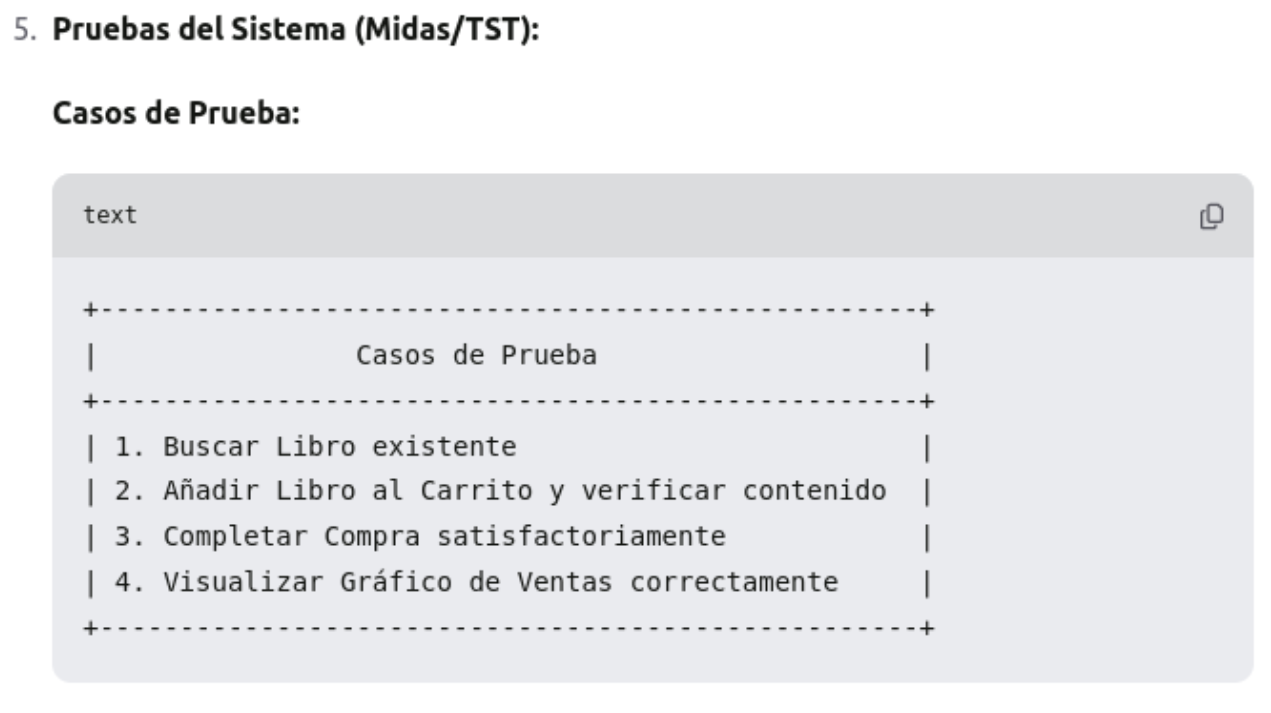 5. Pruebas del Sistema (Midas/TST):
Casos de Prueba:
text
+---------------------------------------------------+
|                Casos de Prueba                    |
+---------------------------------------------------+
| 1. Buscar Libro existente                         |
| 2. Añadir Libro al Carrito y verificar contenido  |
| 3. Completar Compra satisfactoriamente            |
| 4. Visualizar Gráfico de Ventas correctamente     |
+---------------------------------------------------+